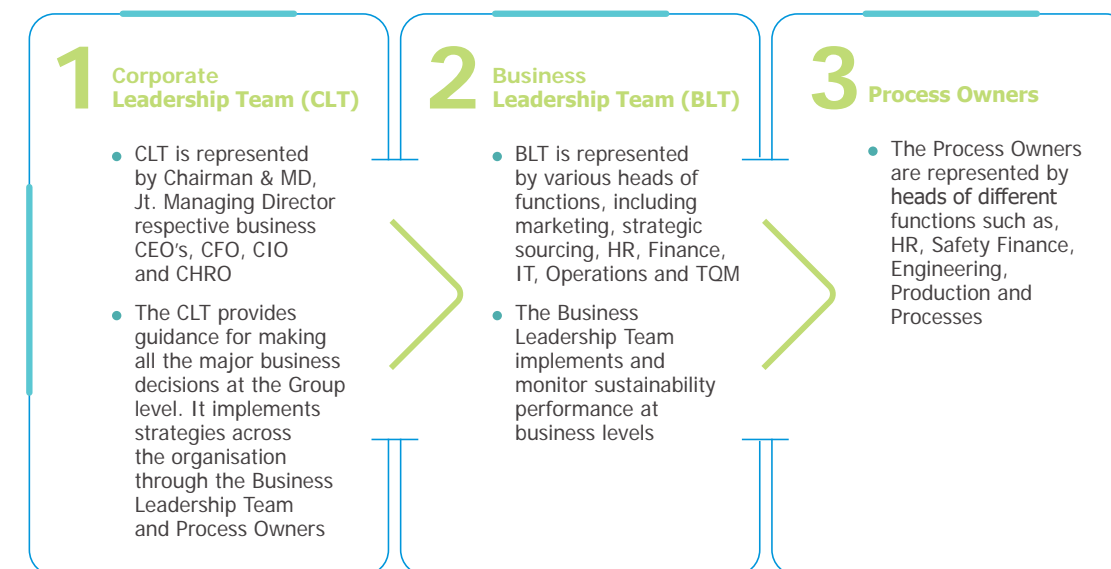 1
Corporate
Leadership Team (CLT)
• CLT is represented
by Chairman & MD,
Jt. Managing Director
respective business
CEO's, CFO, CIO
and CHRO
• The CLT provides
guidance for making
all the major business
decisions at the Group
level. It implements
strategies across
the organisation
through the Business
Leadership Team
and Process Owners
2
Business
Leadership Team (BLT)
• BLT is represented
by various heads of
functions, including
marketing, strategic
sourcing, HR, Finance,
IT, Operations and TQM
• The Business
Leadership Team
implements and
monitor sustainability
performance at
business levels
3
Process Owners
• The Process Owners
are represented by
heads of different
functions such as,
HR, Safety Finance,
Engineering,
Production and
Processes